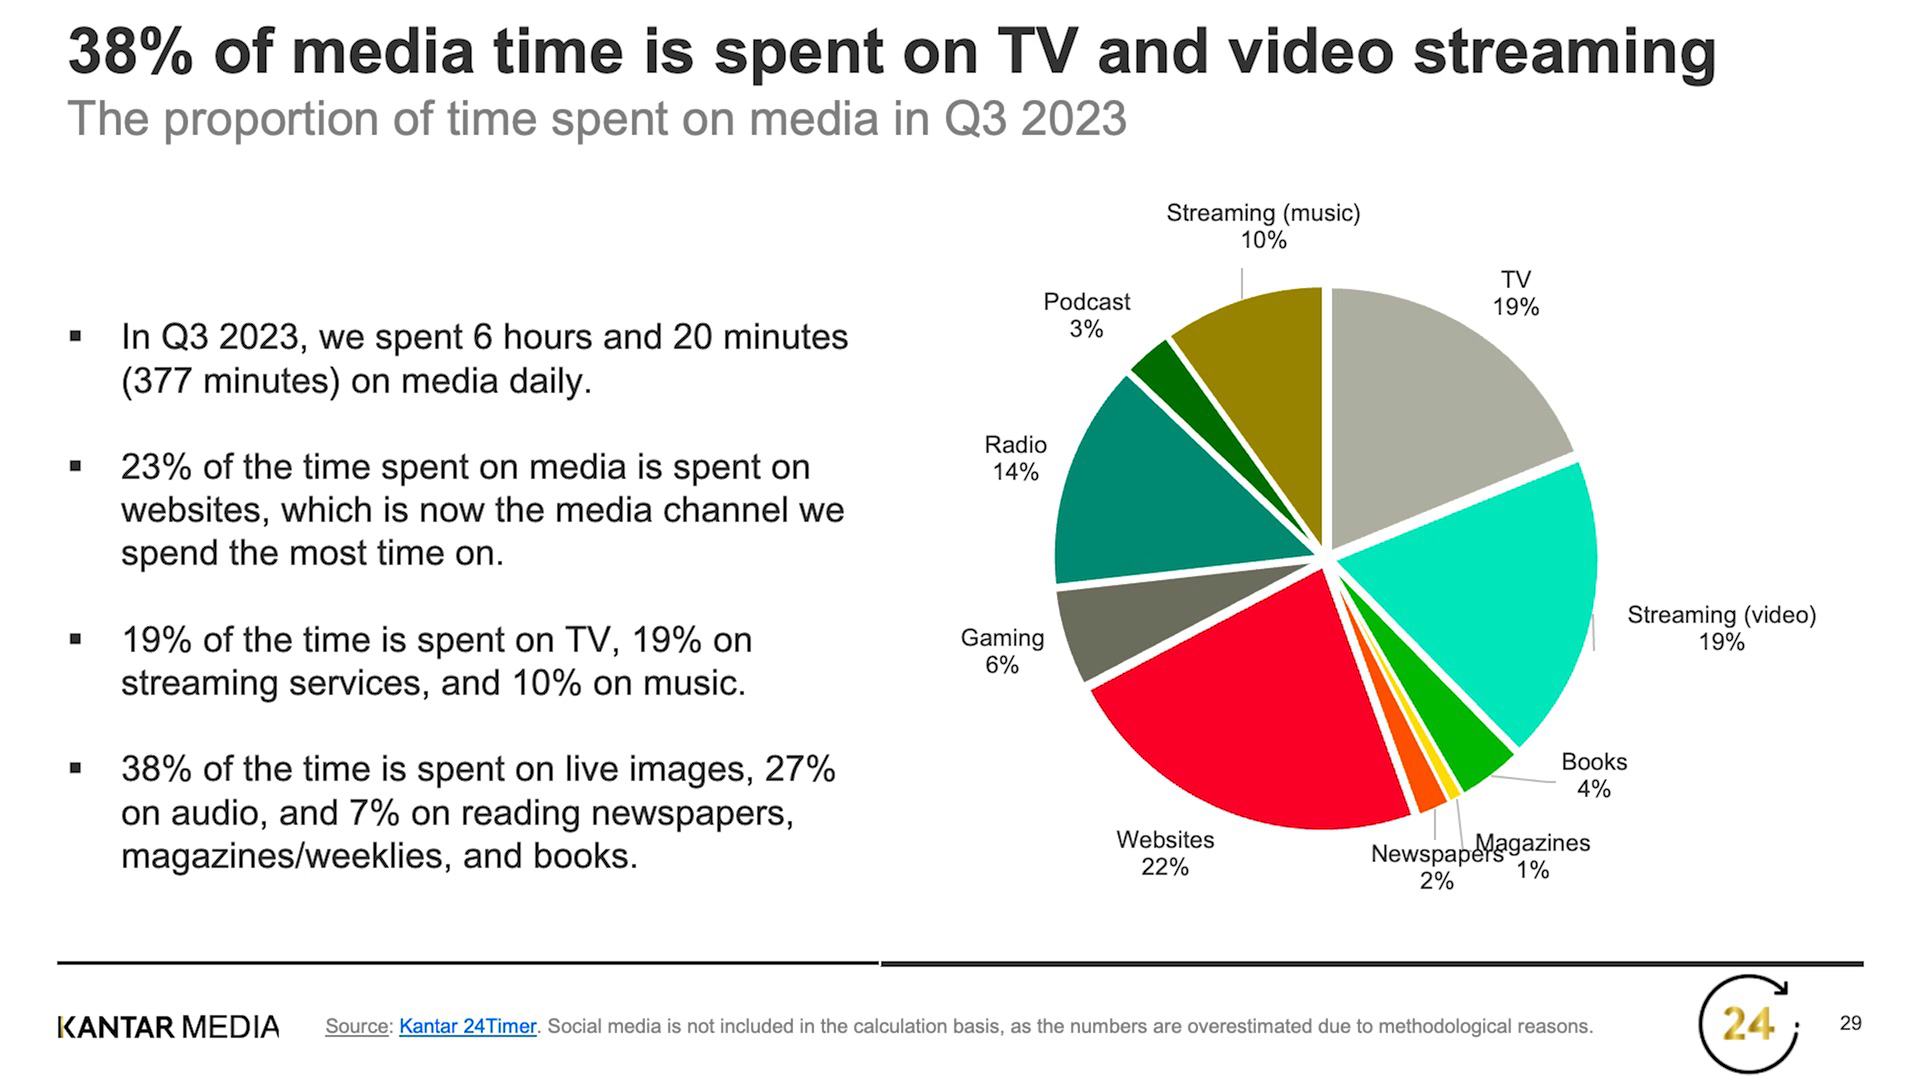 38% of media time is spent on TV and video streaming
The proportion of time spent on media in Q3 2023
▪ In Q3 2023, we spent 6 hours and 20 minutes
(377 minutes) on media daily.
▪ 23% of the time spent on media is spent on
websites, which is now the media channel we
spend the most time on.
▪ 19% of the time is spent on TV, 19% on
streaming services, and 10% on music.
▪ 38% of the time is spent on live images, 27%
on audio, and 7% on reading newspapers,
magazines/weeklies, and books.
Streaming (music)
10%
TV
19%
Podcast
3%
Radio
14%
Streaming (video)
19%
Gaming
6%
Books
4%
Websites
22%
Newspapers
2%
Magazines
1%
KANTAR MEDIA
Source: Kantar 24Timer. Social media is not included in the calculation basis, as the numbers are overestimated due to methodological reasons.
24
29